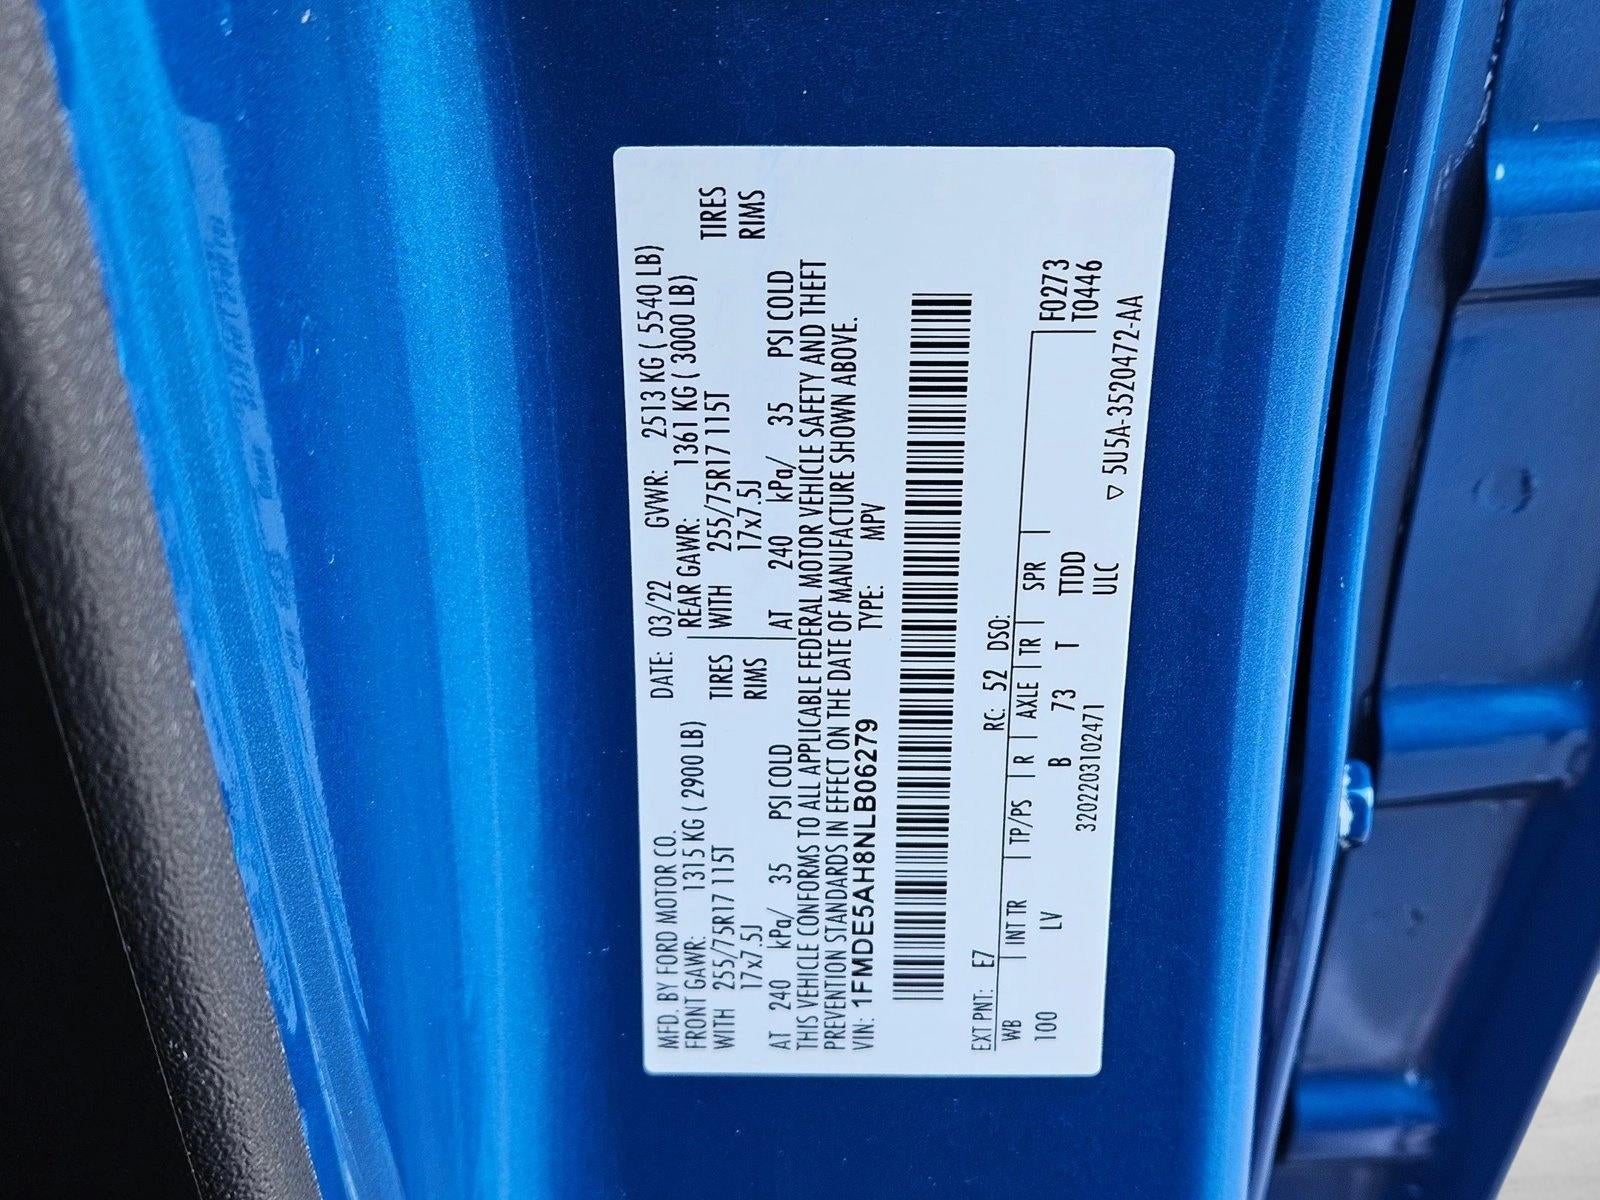 MFD. BY FORD MOTOR CO. DATE: 03/22 GVWR: 2513 KG ( 5540 LB)
FRONT GAWR: 1315 KG ( 2900 LB) REAR GAWR: 1361 KG ( 3000 LB)
WITH 255/75R17 115T TIRES WITH 255/75R17 115T TIRES
17x7.5J RIMS 17x7.5J RIMS
AT 240 kPa/ 35 PSI COLD AT 240 kPa/ 35 PSI COLD
THIS VEHICLE CONFORMS TO ALL APPLICABLE FEDERAL MOTOR VEHICLE SAFETY AND THEFT
PREVENTION STANDARDS IN EFFECT ON THE DATE OF MANUFACTURE SHOWN ABOVE.
VIN: 1FMDE5AH8NLB06279 TYPE: MPV
EXT PNT: E7 RC: 52 DSO:
WB INT TR TP/PS R AXLE TR SPR F0273
100 LV B 73 T TTDD T0446
320220310​2471 ULC
▽ 5U5A-3520472-AA